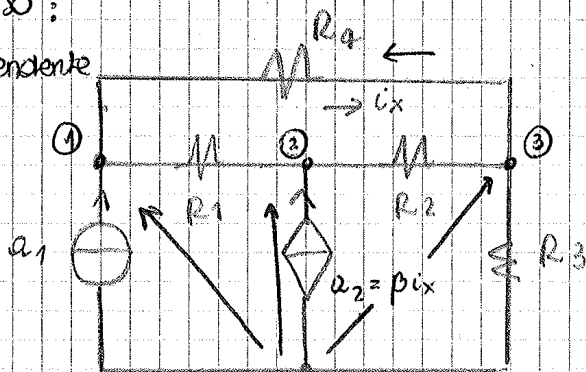 endente
R4
ix
1
2
3
R1
R2
a1
a2 = βix
R3